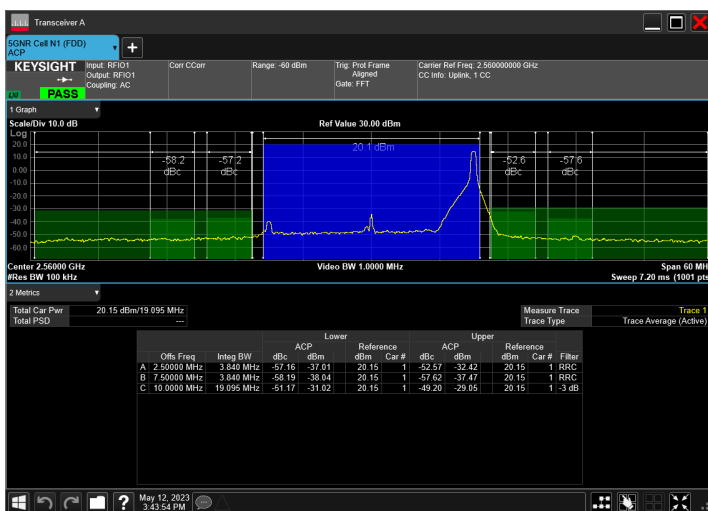 Transceiver A
5GNR Cell N1 (FDD)
ACP
KEYSIGHT
LXI
PASS
Input: RFIO1
Output: RFIO1
Coupling: AC
Corr CCorr
Range: -60 dBm
Trig: Prot Frame
Aligned
Gate: FFT
Carrier Ref Freq: 2.560000000 GHz
CC Info: Uplink, 1 CC
1 Graph
Scale/Div 10.0 dB
Ref Value 30.00 dBm
Log
20.0
10.0
0.00
-10.0
-20.0
-30.0
-40.0
-50.0
-60.0
-58.2
dBc
-57.2
dBc
20.1 dBm
-52.6
dBc
-57.6
dBc
Center 2.56000 GHz
#Res BW 100 kHz
Video BW 1.0000 MHz
Span 60 MH
Sweep 7.20 ms (1001 pts
2 Metrics
Total Car Pwr 20.15 dBm/19.095 MHz
Total PSD ---
Measure Trace Trace 1
Trace Type Trace Average (Active)
Lower Upper
ACP Reference ACP Reference
Offs Freq Integ BW dBc dBm dBm Car # dBc dBm dBm Car # Filter
A 2.50000 MHz 3.840 MHz -57.16 -37.01 20.15 1 -52.57 -32.42 20.15 1 RRC
B 7.50000 MHz 3.840 MHz -58.19 -38.04 20.15 1 -57.62 -37.47 20.15 1 RRC
C 10.0000 MHz 19.095 MHz -51.17 -31.02 20.15 1 -49.20 -29.05 20.15 1 -3 dB
May 12, 2023
3:43:54 PM